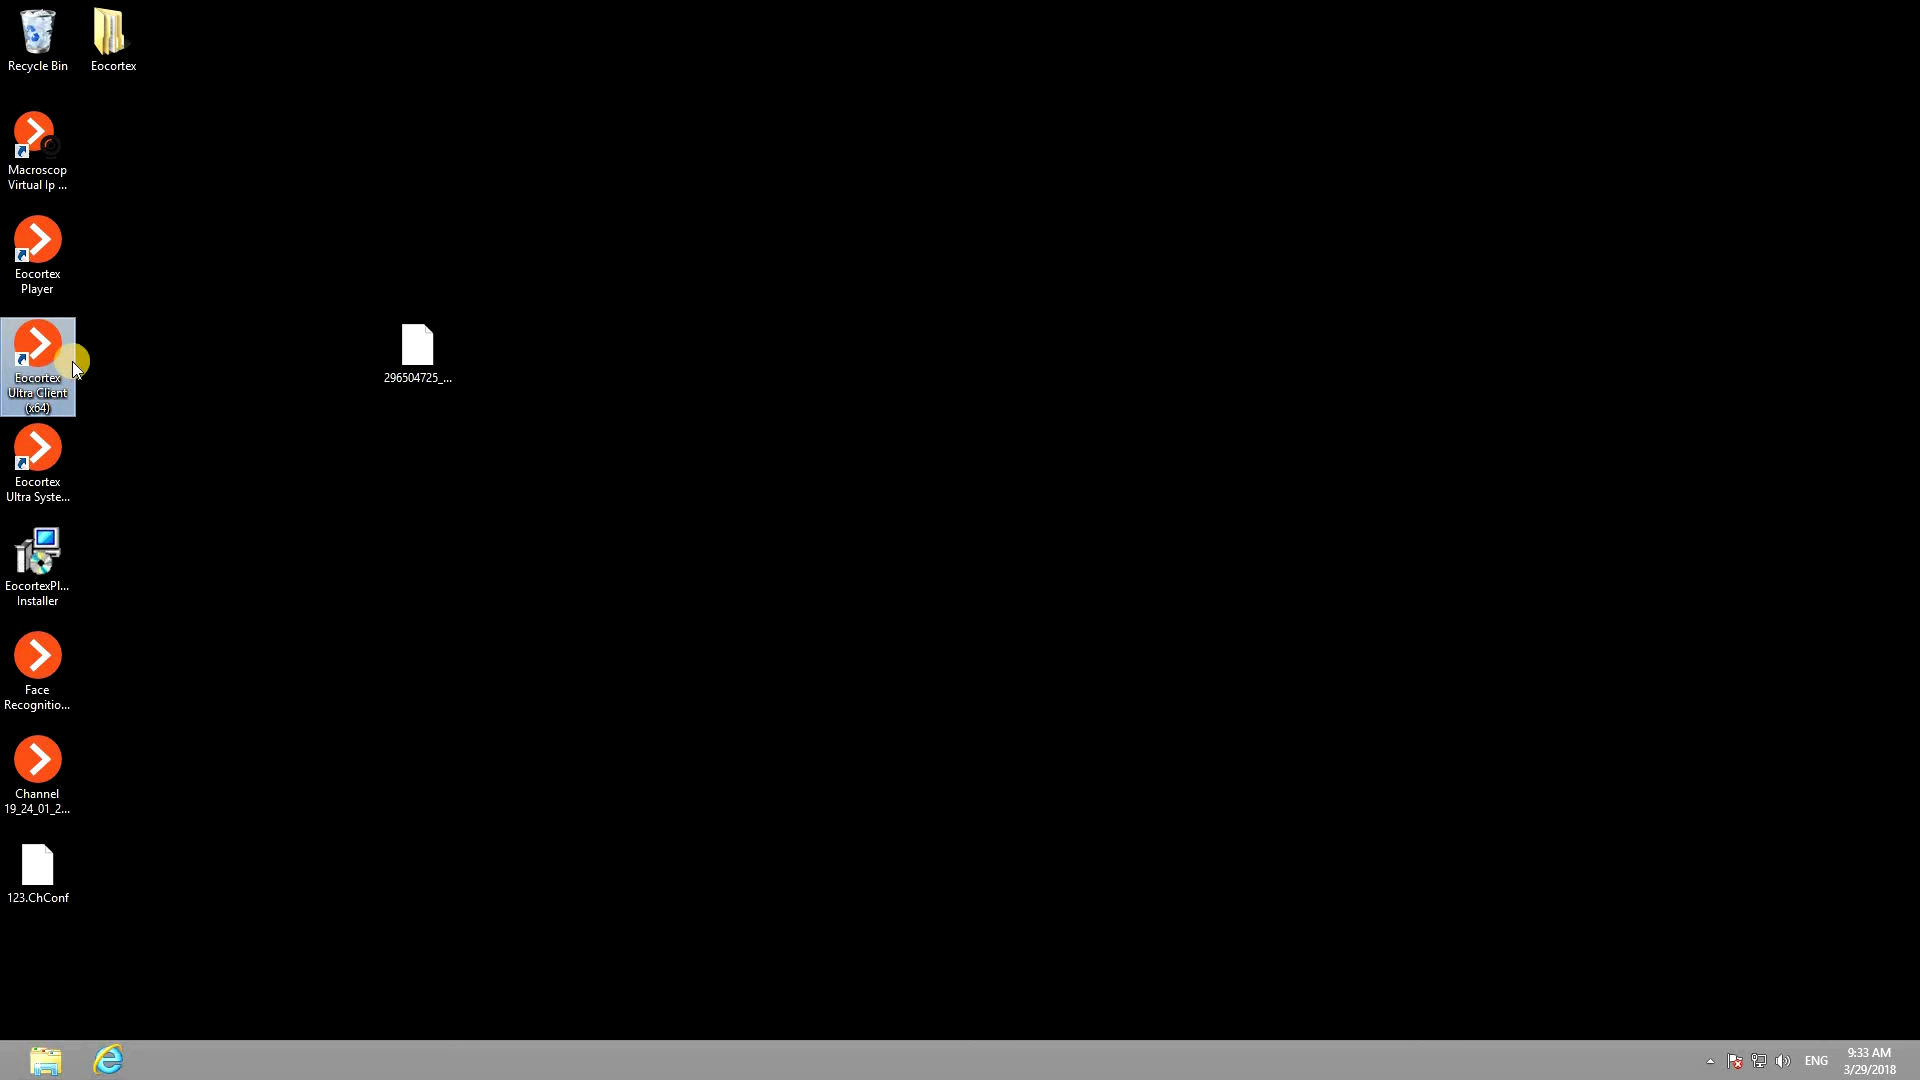 Recycle Bin
Eocortex
Macroscop
Virtual Ip ...
Eocortex
Player
Eocortex
Ultra Client
(x64)
296504725_...
Eocortex
Ultra Syste...
EocortexPl...
Installer
Face
Recognitio...
Channel
19_24_01_2...
123.ChConf
ENG
9:33 AM
3/29/2018